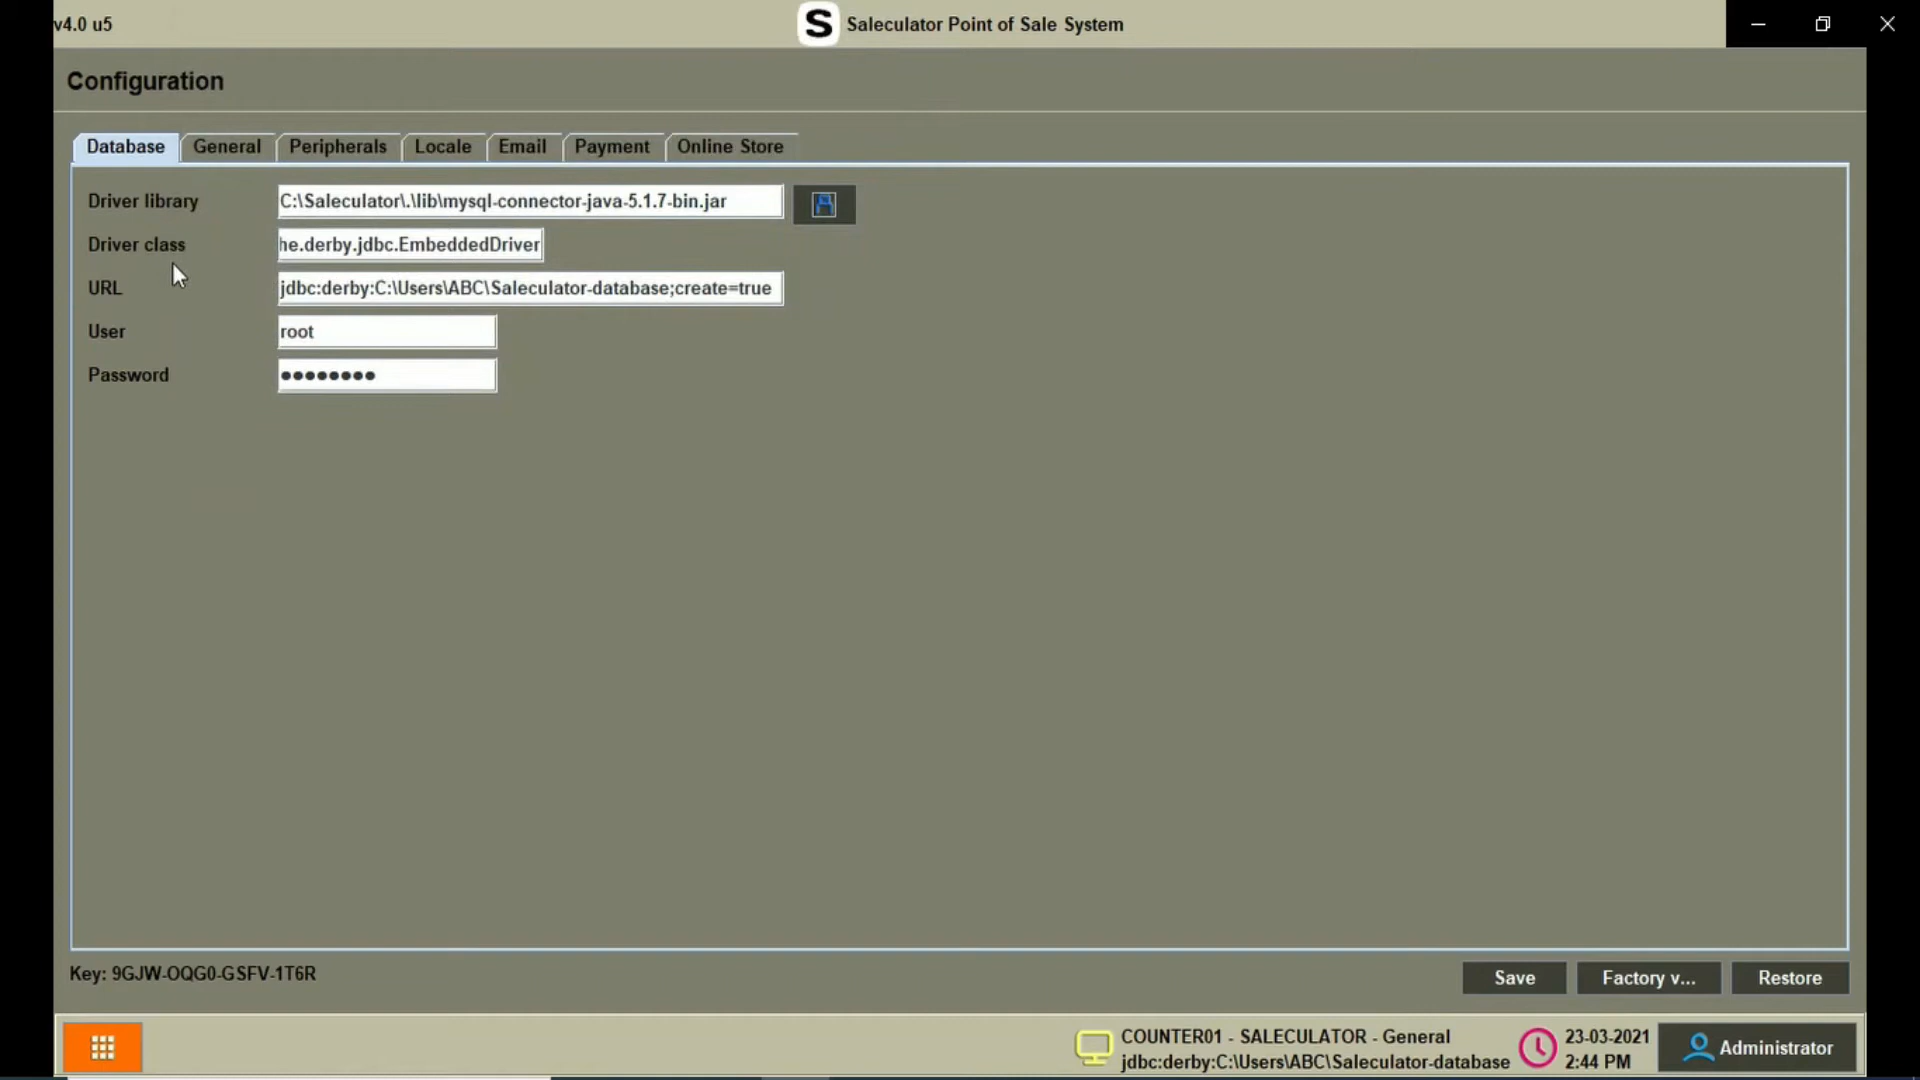 v4.0 u5
S Saleculator Point of Sale System
Configuration
Database General Peripherals Locale Email Payment Online Store
Driver library C:\Saleculator\.\lib\mysql-connector-java-5.1.7-bin.jar
Driver class he.derby.jdbc.EmbeddedDriver
URL jdbc:derby:C:\Users\ABC\Saleculator-database;create=true
User root
Password ●●●●●●●●
Key: 9GJW-OQG0-GSFV-1T6R
Save Factory v... Restore
COUNTER01 - SALECULATOR - General 23-03-2021
jdbc:derby:C:\Users\ABC\Saleculator-database 2:44 PM
Administrator